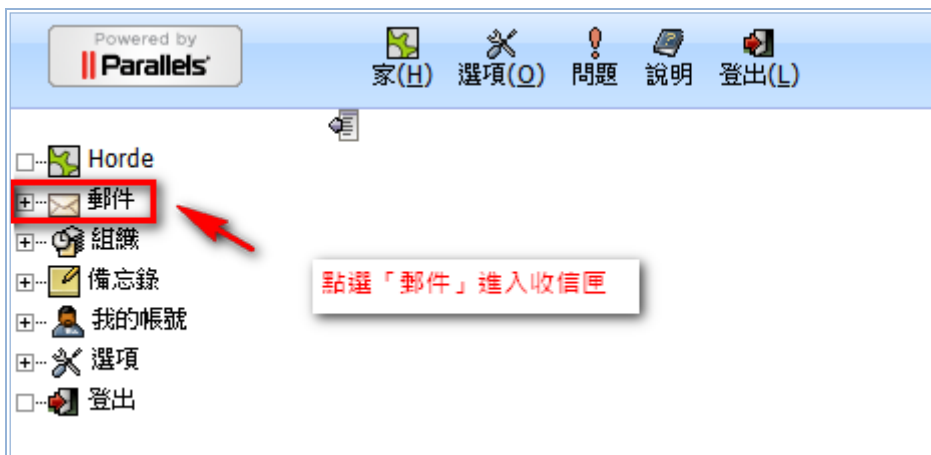 Powered by
Parallels
家(H) 選項(O) 問題 說明 登出(L)
Horde
郵件
組織
備忘錄
我的帳號
選項
登出
點選「郵件」進入收信匣